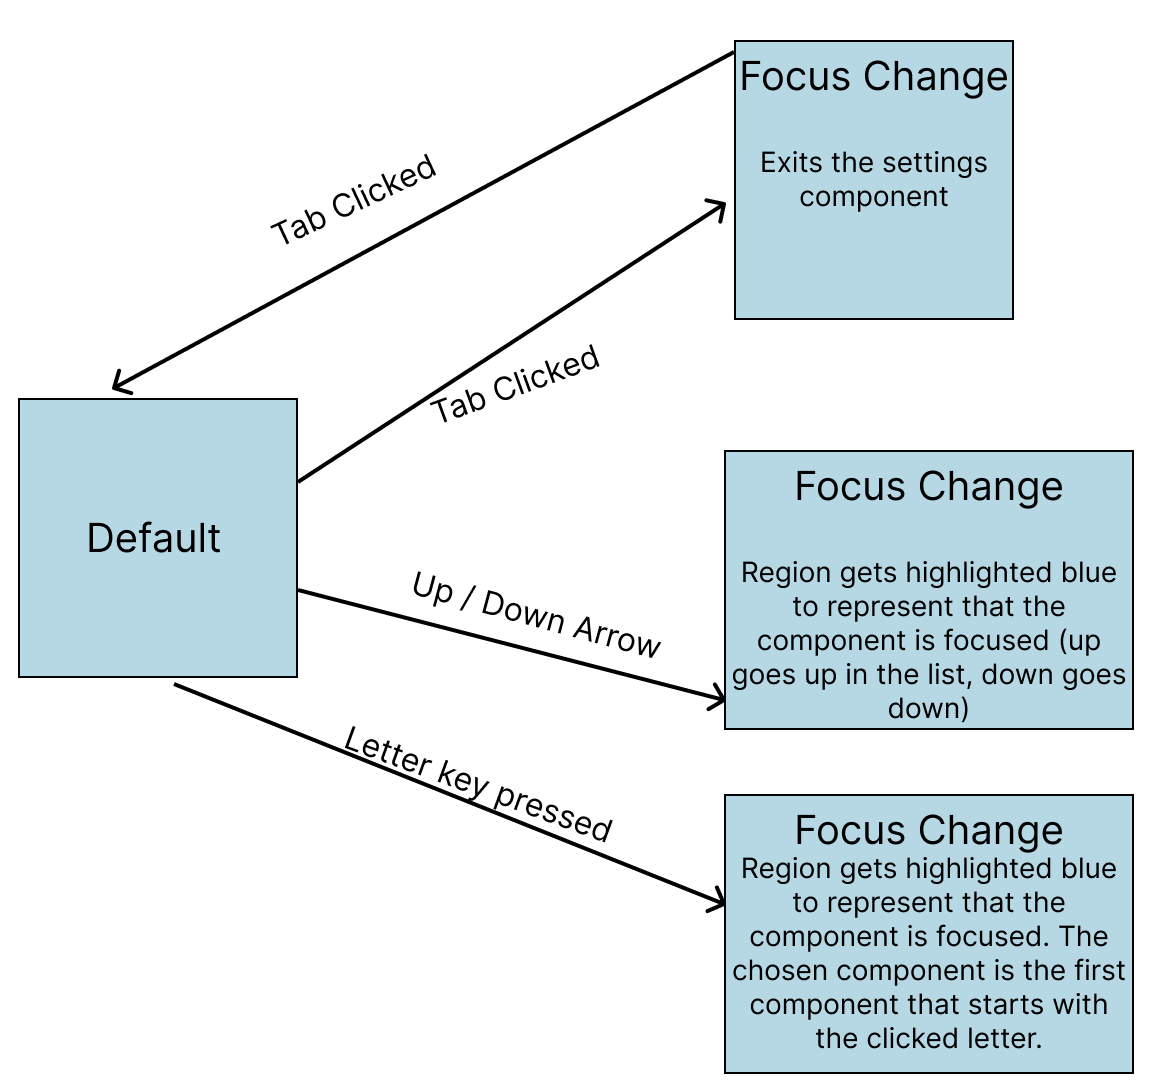 Focus Change
Exits the settings
component
Tab Clicked
Tab Clicked
Default
Focus Change
Region gets highlighted blue
to represent that the
component is focused (up
goes up in the list, down goes
down)
Up / Down Arrow
Letter key pressed
Focus Change
Region gets highlighted blue
to represent that the
component is focused. The
chosen component is the first
component that starts with
the clicked letter.